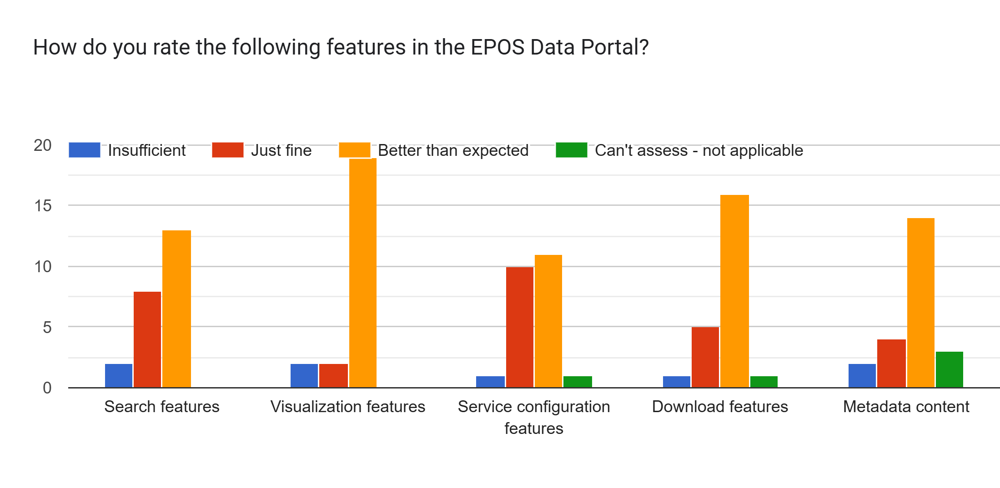 How do you rate the following features in the EPOS Data Portal?
Insufficient Just fine Better than expected Can't assess - not applicable
20
15
10
5
0
Search features Visualization features Service configuration features Download features Metadata content